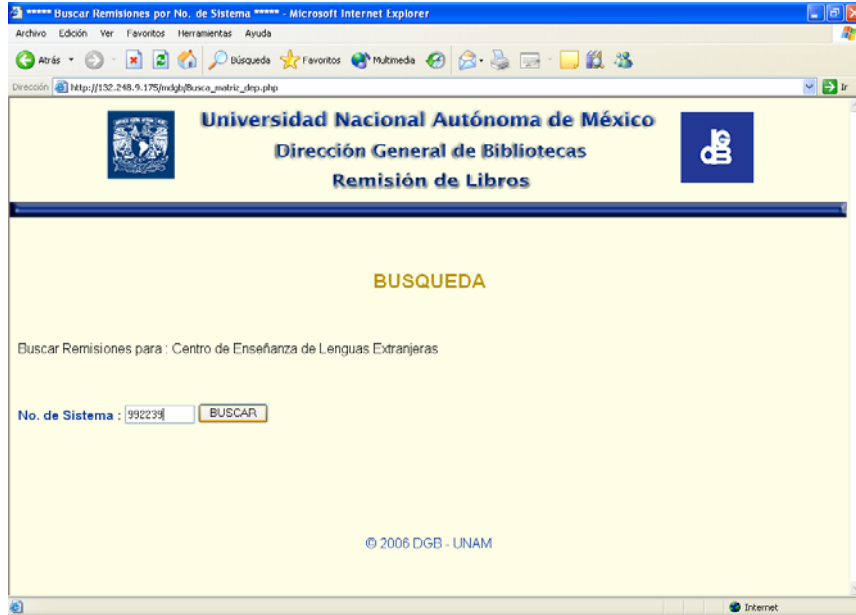 ***** Buscar Remisiones por No. de Sistema ***** - Microsoft Internet Explorer
Archivo Edición Ver Favoritos Herramientas Ayuda
Atrás Búsqueda Favoritos Multimedia
Dirección http://132.248.9.175/mdgb/Busca_matriz_dep.php Ir
Universidad Nacional Autónoma de México
Dirección General de Bibliotecas
Remisión de Libros
BUSQUEDA
Buscar Remisiones para : Centro de Enseñanza de Lenguas Extranjeras
No. de Sistema : 992239 BUSCAR
© 2006 DGB - UNAM
Internet